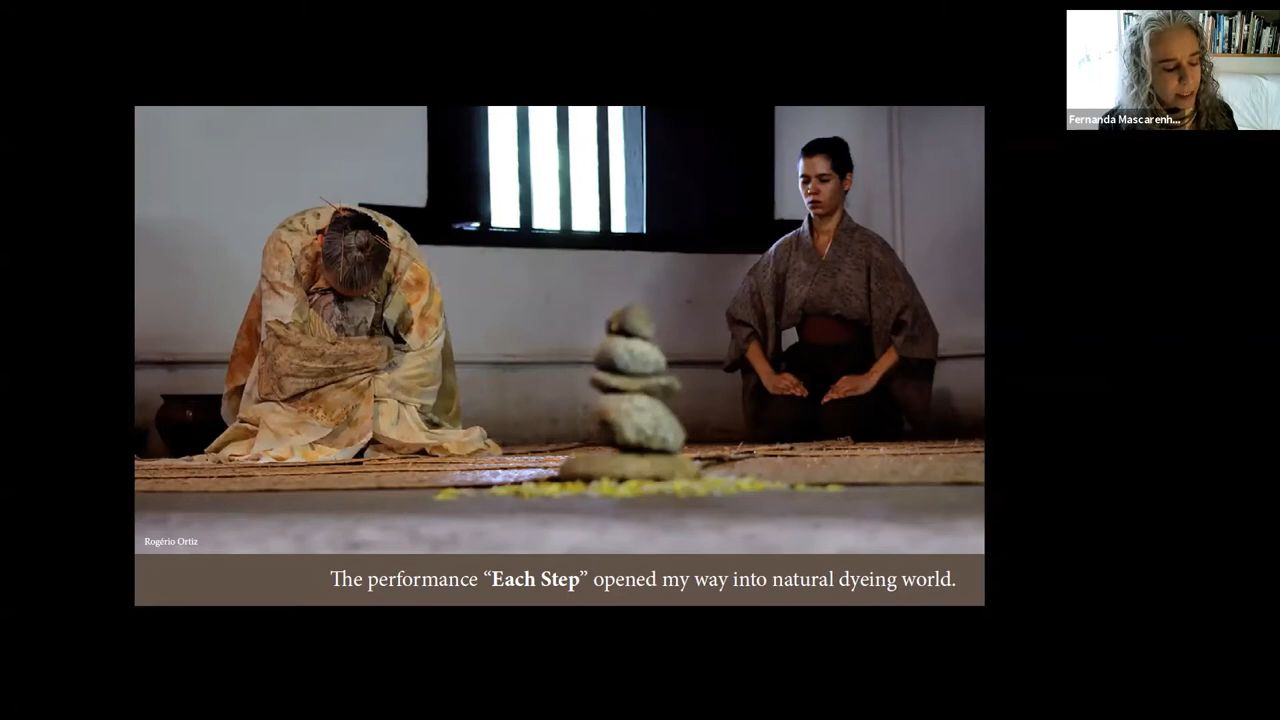 Fernanda Mascarenh...
Rogério Ortiz
The performance “Each Step” opened my way into natural dyeing world.